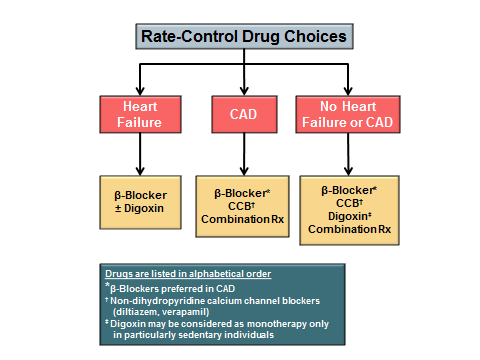 Rate-Control Drug Choices
Heart
Failure
CAD
No Heart
Failure or CAD
β-Blocker
± Digoxin
β-Blocker*
CCB†
Combination Rx
β-Blocker*
CCB†
Digoxin‡
Combination Rx
Drugs are listed in alphabetical order
*β-Blockers preferred in CAD
† Non-dihydropyridine calcium channel blockers
(diltiazem, verapamil)
‡ Digoxin may be considered as monotherapy only
in particularly sedentary individuals